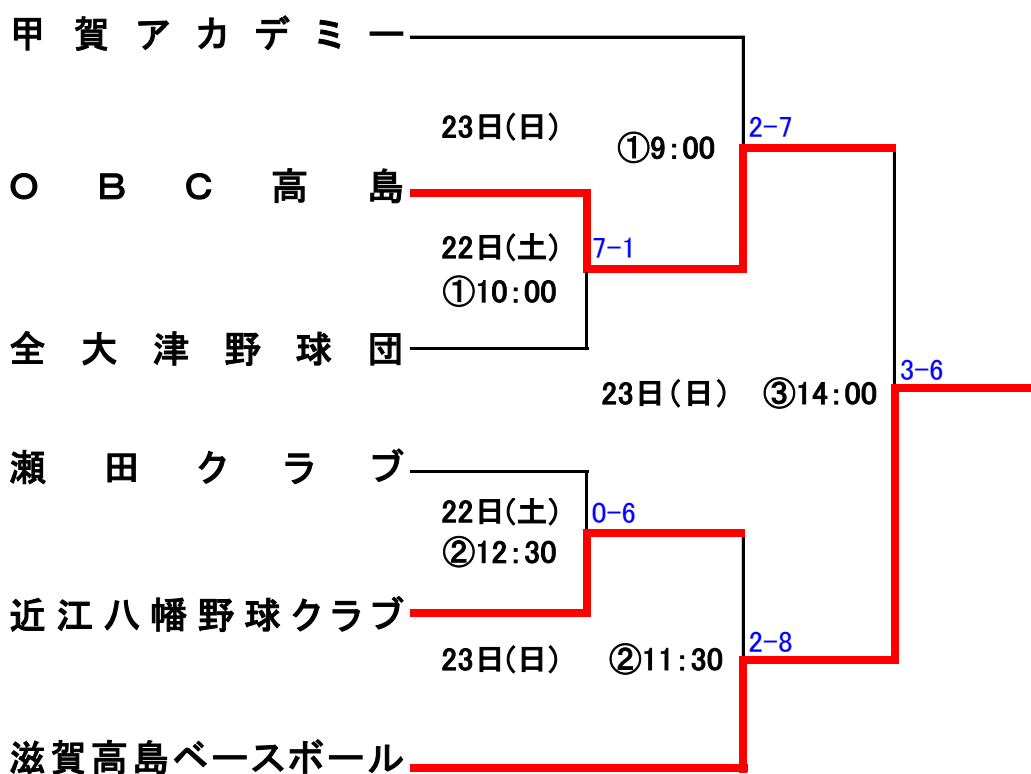 甲賀アカデミー
23日(日)
①9:00
2-7
OBC高島
22日(土)
7-1
①10:00
全大津野球団
23日(日) ③14:00
3-6
瀬田クラブ
22日(土)
0-6
②12:30
近江八幡野球クラブ
23日(日) ②11:30
2-8
滋賀高島ベースボール